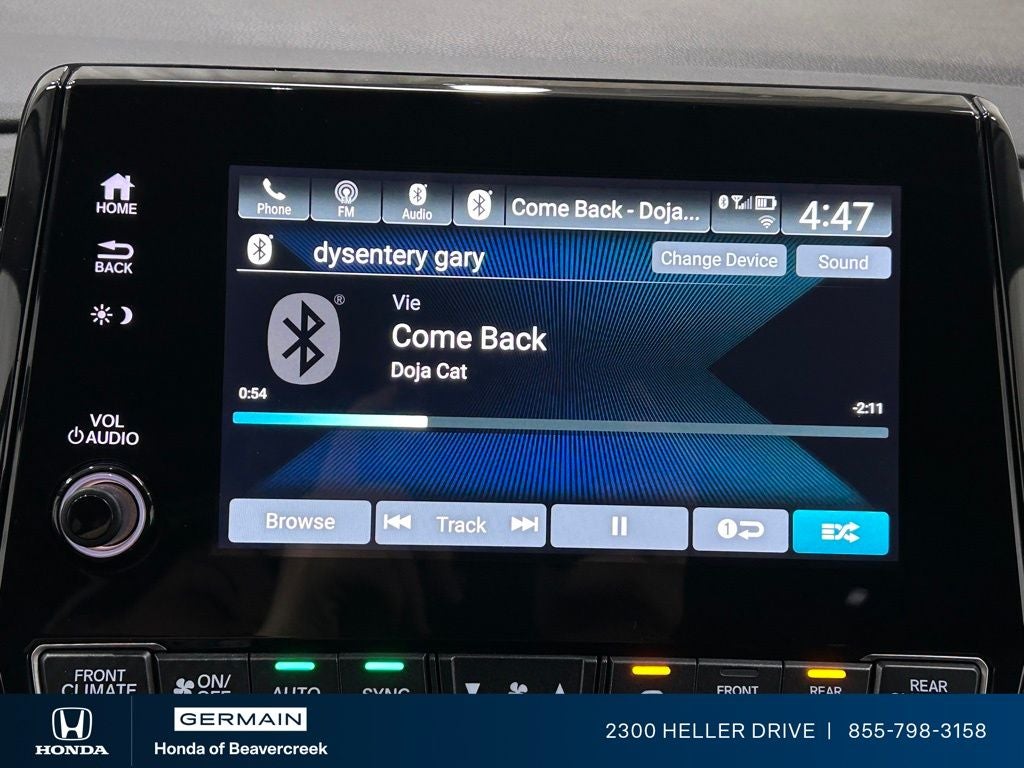 HOME
BACK
VOL
AUDIO
Phone
FM
Audio
Come Back - Doja...
4:47
dysentery gary
Change Device
Sound
®
Vie
Come Back
Doja Cat
0:54
-2:11
Browse
Track
1
FRONT
CLIMATE
ON/
OFF
AUTO
SYNC
FRONT
REAR
REAR
HONDA
GERMAIN
Honda of Beavercreek
2300 HELLER DRIVE | 855-798-3158